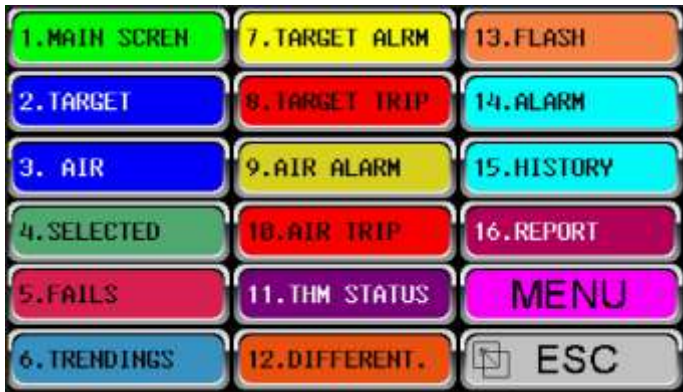 1.MAIN SCREN
2.TARGET
3. AIR
4.SELECTED
5.FAILS
6.TRENDINGS
7.TARGET ALRM
8.TARGET TRIP
9.AIR ALARM
10.AIR TRIP
11.THM STATUS
12.DIFFERENT.
13.FLASH
14.ALARM
15.HISTORY
16.REPORT
MENU
ESC